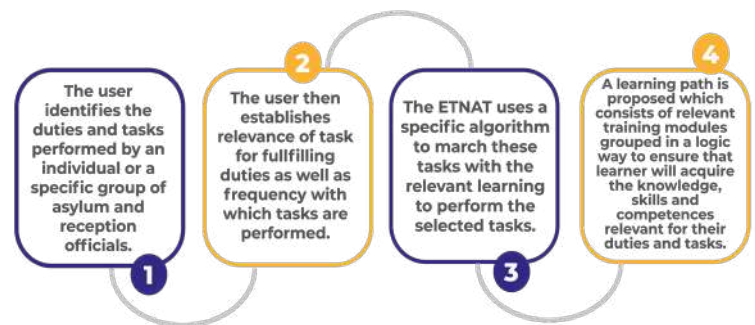 The user
identifies the
duties and tasks
performed by an
individual or a
specific group of
asylum and
reception
officials.
1
2
The user then
establishes
relevance of task
for fullfilling
duties as well as
frequency with
which tasks are
performed.
The ETNAT uses a
specific algorithm
to march these
tasks with the
relevant learning
to perform the
selected tasks.
3
4
A learning path is
proposed which
consists of relevant
training modules
grouped in a logic
way to ensure that
learner will acquire
the knowledge,
skills and
competences
relevant for their
duties and tasks.